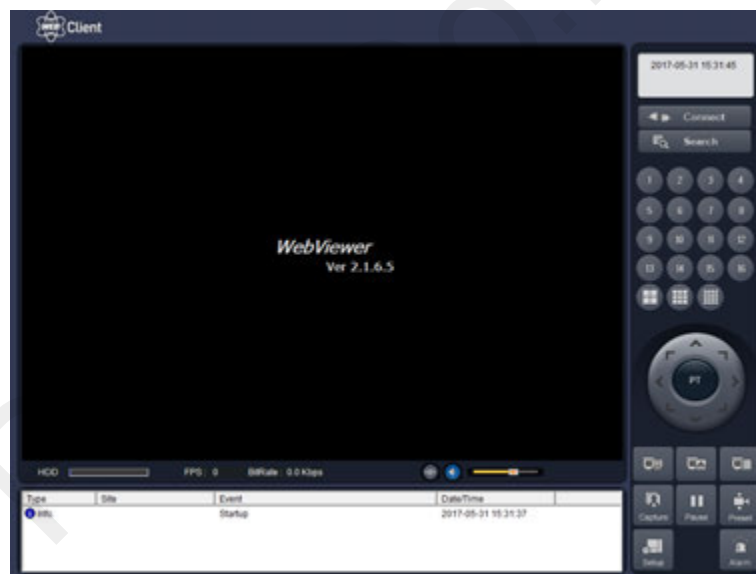 WEB Client
2017-05-31 15:31:45
Connect
Search
1 2 3 4
5 6 7 8
9 10 11 12
13 14 15 16
WebViewer
Ver 2.1.6.5
PT
HDD FPS : 0 BitRate : 0.0 Kbps
Type Site Event Date/Time
Info. Startup 2017-05-31 15:31:37
Capture Pause Preset
Setup Alarm